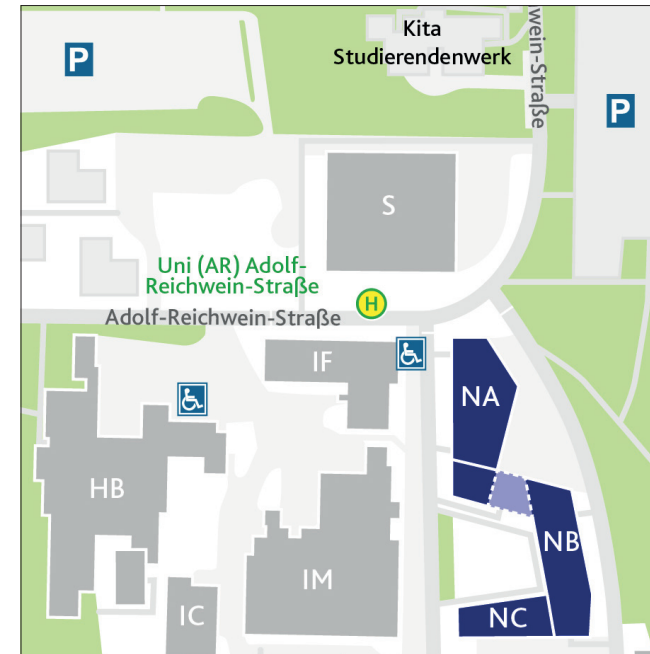 Kita
Studierendenwerk
wein-Straße
P
P
S
Uni (AR) Adolf-
Reichwein-Straße
H
Adolf-Reichwein-Straße
IF
NA
HB
NB
IM
IC
NC